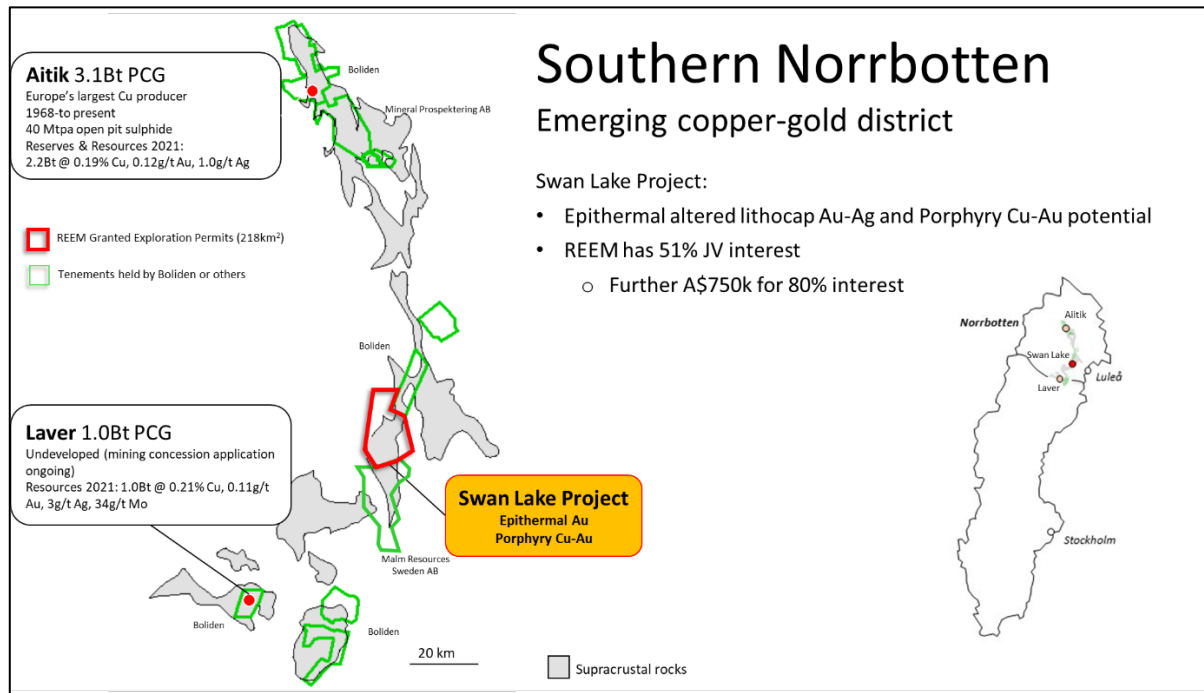 Southern Norrbotten
Emerging copper-gold district
Swan Lake Project:
• Epithermal altered lithocap Au-Ag and Porphyry Cu-Au potential
• REEM has 51% JV interest
o Further A$750k for 80% interest
Aitik 3.1Bt PCG
Europe's largest Cu producer
1968-to present
40 Mtpa open pit sulphide
Reserves & Resources 2021:
2.2Bt @ 0.19% Cu, 0.12g/t Au, 1.0g/t Ag
Boliden
Mineral Prospektering AB
REEM Granted Exploration Permits (218km²)
Tenements held by Boliden or others
Boliden
Laver 1.0Bt PCG
Undeveloped (mining concession application
ongoing)
Resources 2021: 1.0Bt @ 0.21% Cu, 0.11g/t
Au, 3g/t Ag, 34g/t Mo
Swan Lake Project
Epithermal Au
Porphyry Cu-Au
Malm Resources
Sweden AB
Boliden
Boliden
20 km
Supracrustal rocks
Norrbotten
Aiitik
Swan Lake
Laver
Luleå
Stockholm